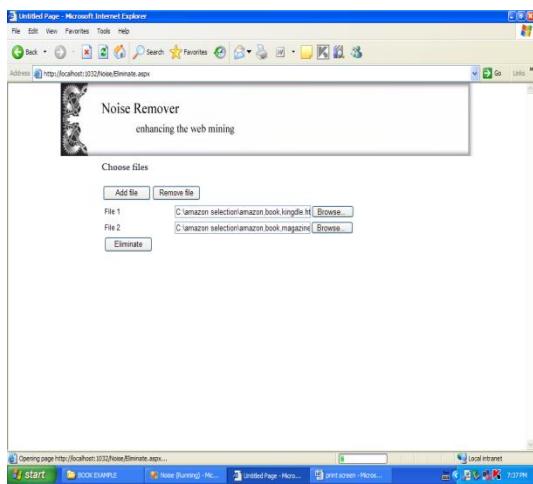 Untitled Page - Microsoft Internet Explorer
File Edit View Favorites Tools Help
Back Search Favorites
Address http://localhost:1032/Noise/Eliminate.aspx Go Links
Noise Remover
enhancing the web mining
Choose files
Add file Remove file
File 1 C:\amazon selection\amazon,book,kingdle.ht Browse...
File 2 C:\amazon selection\amazon,book,magazine Browse...
Eliminate
Opening page http://localhost:1032/Noise/Eliminate.aspx... Local intranet
start BOOK EXAMPLE Noise (Running) - Mic... Untitled Page - Micro... print screen - Micros... 7:37 PM